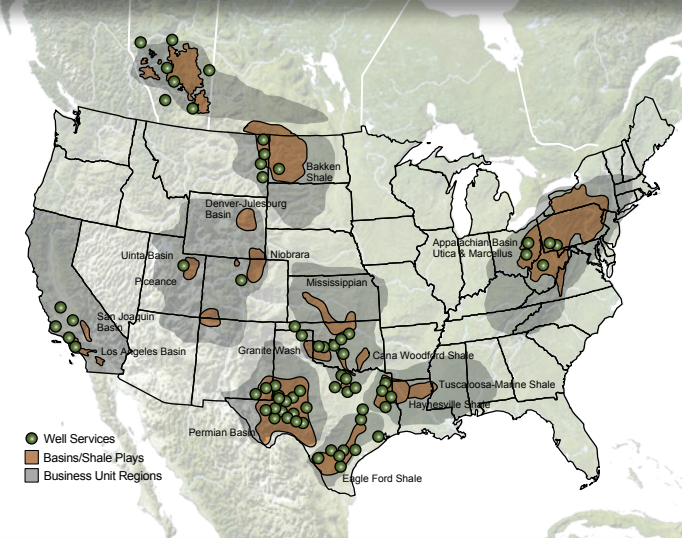 Bakken
Shale
Denver-Julesburg
Basin
Appalachian Basin
Utica & Marcellus
Uinta Basin
Niobrara
Piceance
Mississippian
San Joaquin
Basin
Los Angeles Basin
Granite Wash
Cana Woodford Shale
Tuscaloosa-Marine Shale
Haynesville Shale
Permian Basin
Eagle Ford Shale
Well Services
Basins/Shale Plays
Business Unit Regions